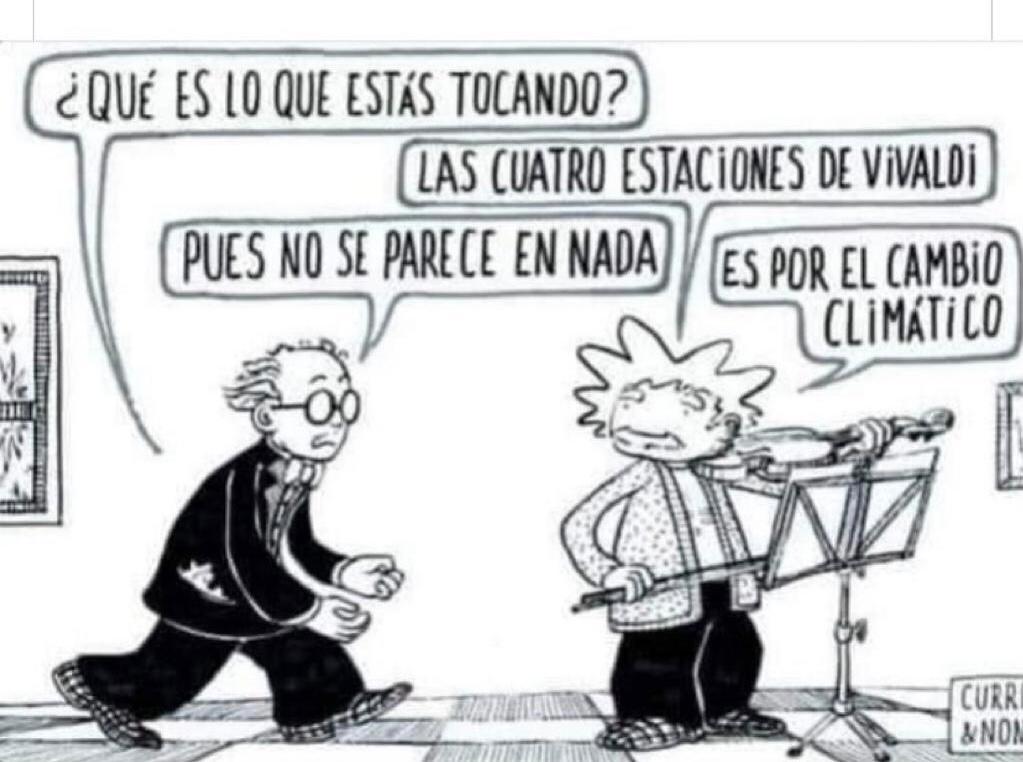 ¿QUÉ ES LO QUE ESTÁS TOCANDO?
LAS CUATRO ESTACIONES DE VIVALDI
PUES NO SE PARECE EN NADA
ES POR EL CAMBIO
CLIMÁTICO